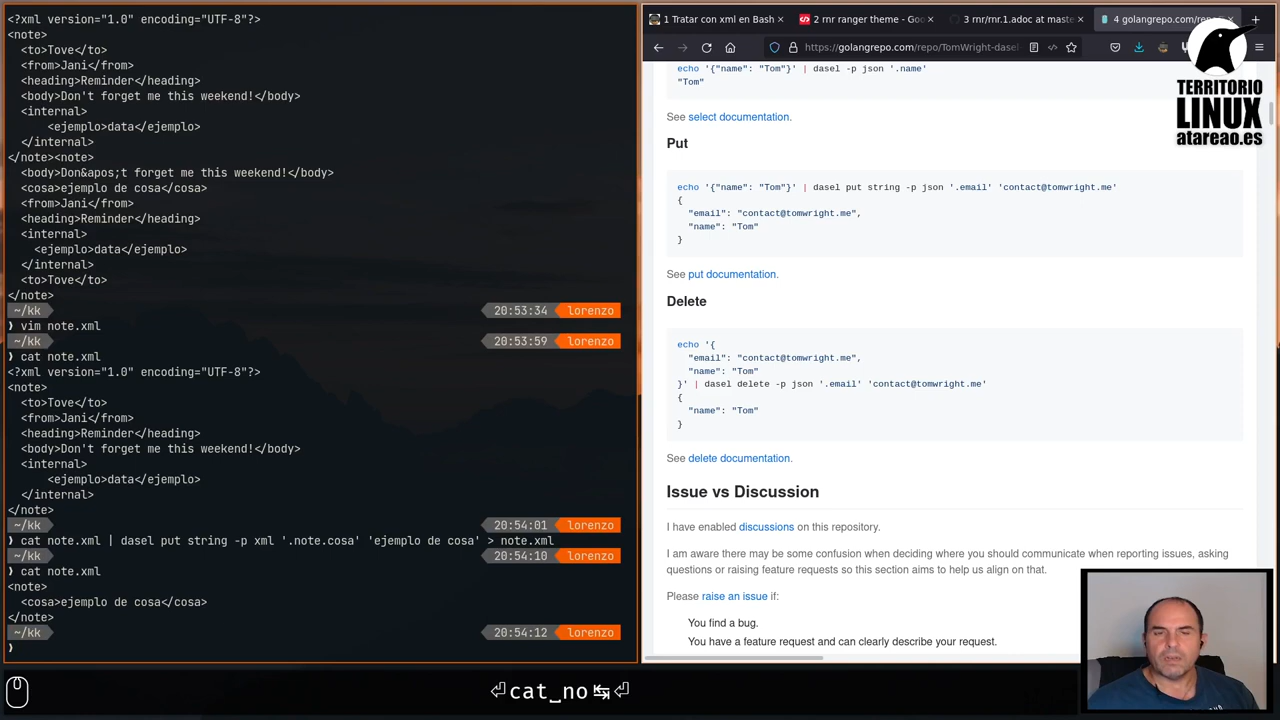 <?xml version="1.0" encoding="UTF-8"?>
<note>
  <to>Tove</to>
  <from>Jani</from>
  <heading>Reminder</heading>
  <body>Don't forget me this weekend!</body>
  <internal>
      <ejemplo>data</ejemplo>
  </internal>
</note><note>
  <body>Don&apos;t forget me this weekend!</body>
  <cosa>ejemplo de cosa</cosa>
  <from>Jani</from>
  <heading>Reminder</heading>
  <internal>
    <ejemplo>data</ejemplo>
  </internal>
  <to>Tove</to>
</note>
~/kk 20:53:34 lorenzo
❯ vim note.xml
~/kk 20:53:59 lorenzo
❯ cat note.xml
<?xml version="1.0" encoding="UTF-8"?>
<note>
  <to>Tove</to>
  <from>Jani</from>
  <heading>Reminder</heading>
  <body>Don't forget me this weekend!</body>
  <internal>
      <ejemplo>data</ejemplo>
  </internal>
</note>
~/kk 20:54:01 lorenzo
❯ cat note.xml | dasel put string -p xml '.note.cosa' 'ejemplo de cosa' > note.xml
~/kk 20:54:10 lorenzo
❯ cat note.xml
<note>
  <cosa>ejemplo de cosa</cosa>
</note>
~/kk 20:54:12 lorenzo
❯
1 Tratar con xml en Bash
2 rnr ranger theme - Goo
3 rnr/rnr.1.adoc at maste
4 golangrepo.com/repo
https://golangrepo.com/repo/TomWright-dasel
TERRITORIO
LINUX
atareao.es
echo '{"name": "Tom"}' | dasel -p json '.name'
"Tom"
See select documentation.
Put
echo '{"name": "Tom"}' | dasel put string -p json '.email' 'contact@tomwright.me'
{
  "email": "contact@tomwright.me",
  "name": "Tom"
}
See put documentation.
Delete
echo '{
  "email": "contact@tomwright.me",
  "name": "Tom"
}' | dasel delete -p json '.email' 'contact@tomwright.me'
{
  "name": "Tom"
}
See delete documentation.
Issue vs Discussion
I have enabled discussions on this repository.
I am aware there may be some confusion when deciding where you should communicate when reporting issues, asking
questions or raising feature requests so this section aims to help us align on that.
Please raise an issue if:
You find a bug.
You have a feature request and can clearly describe your request.
⏎cat␣no↹⏎